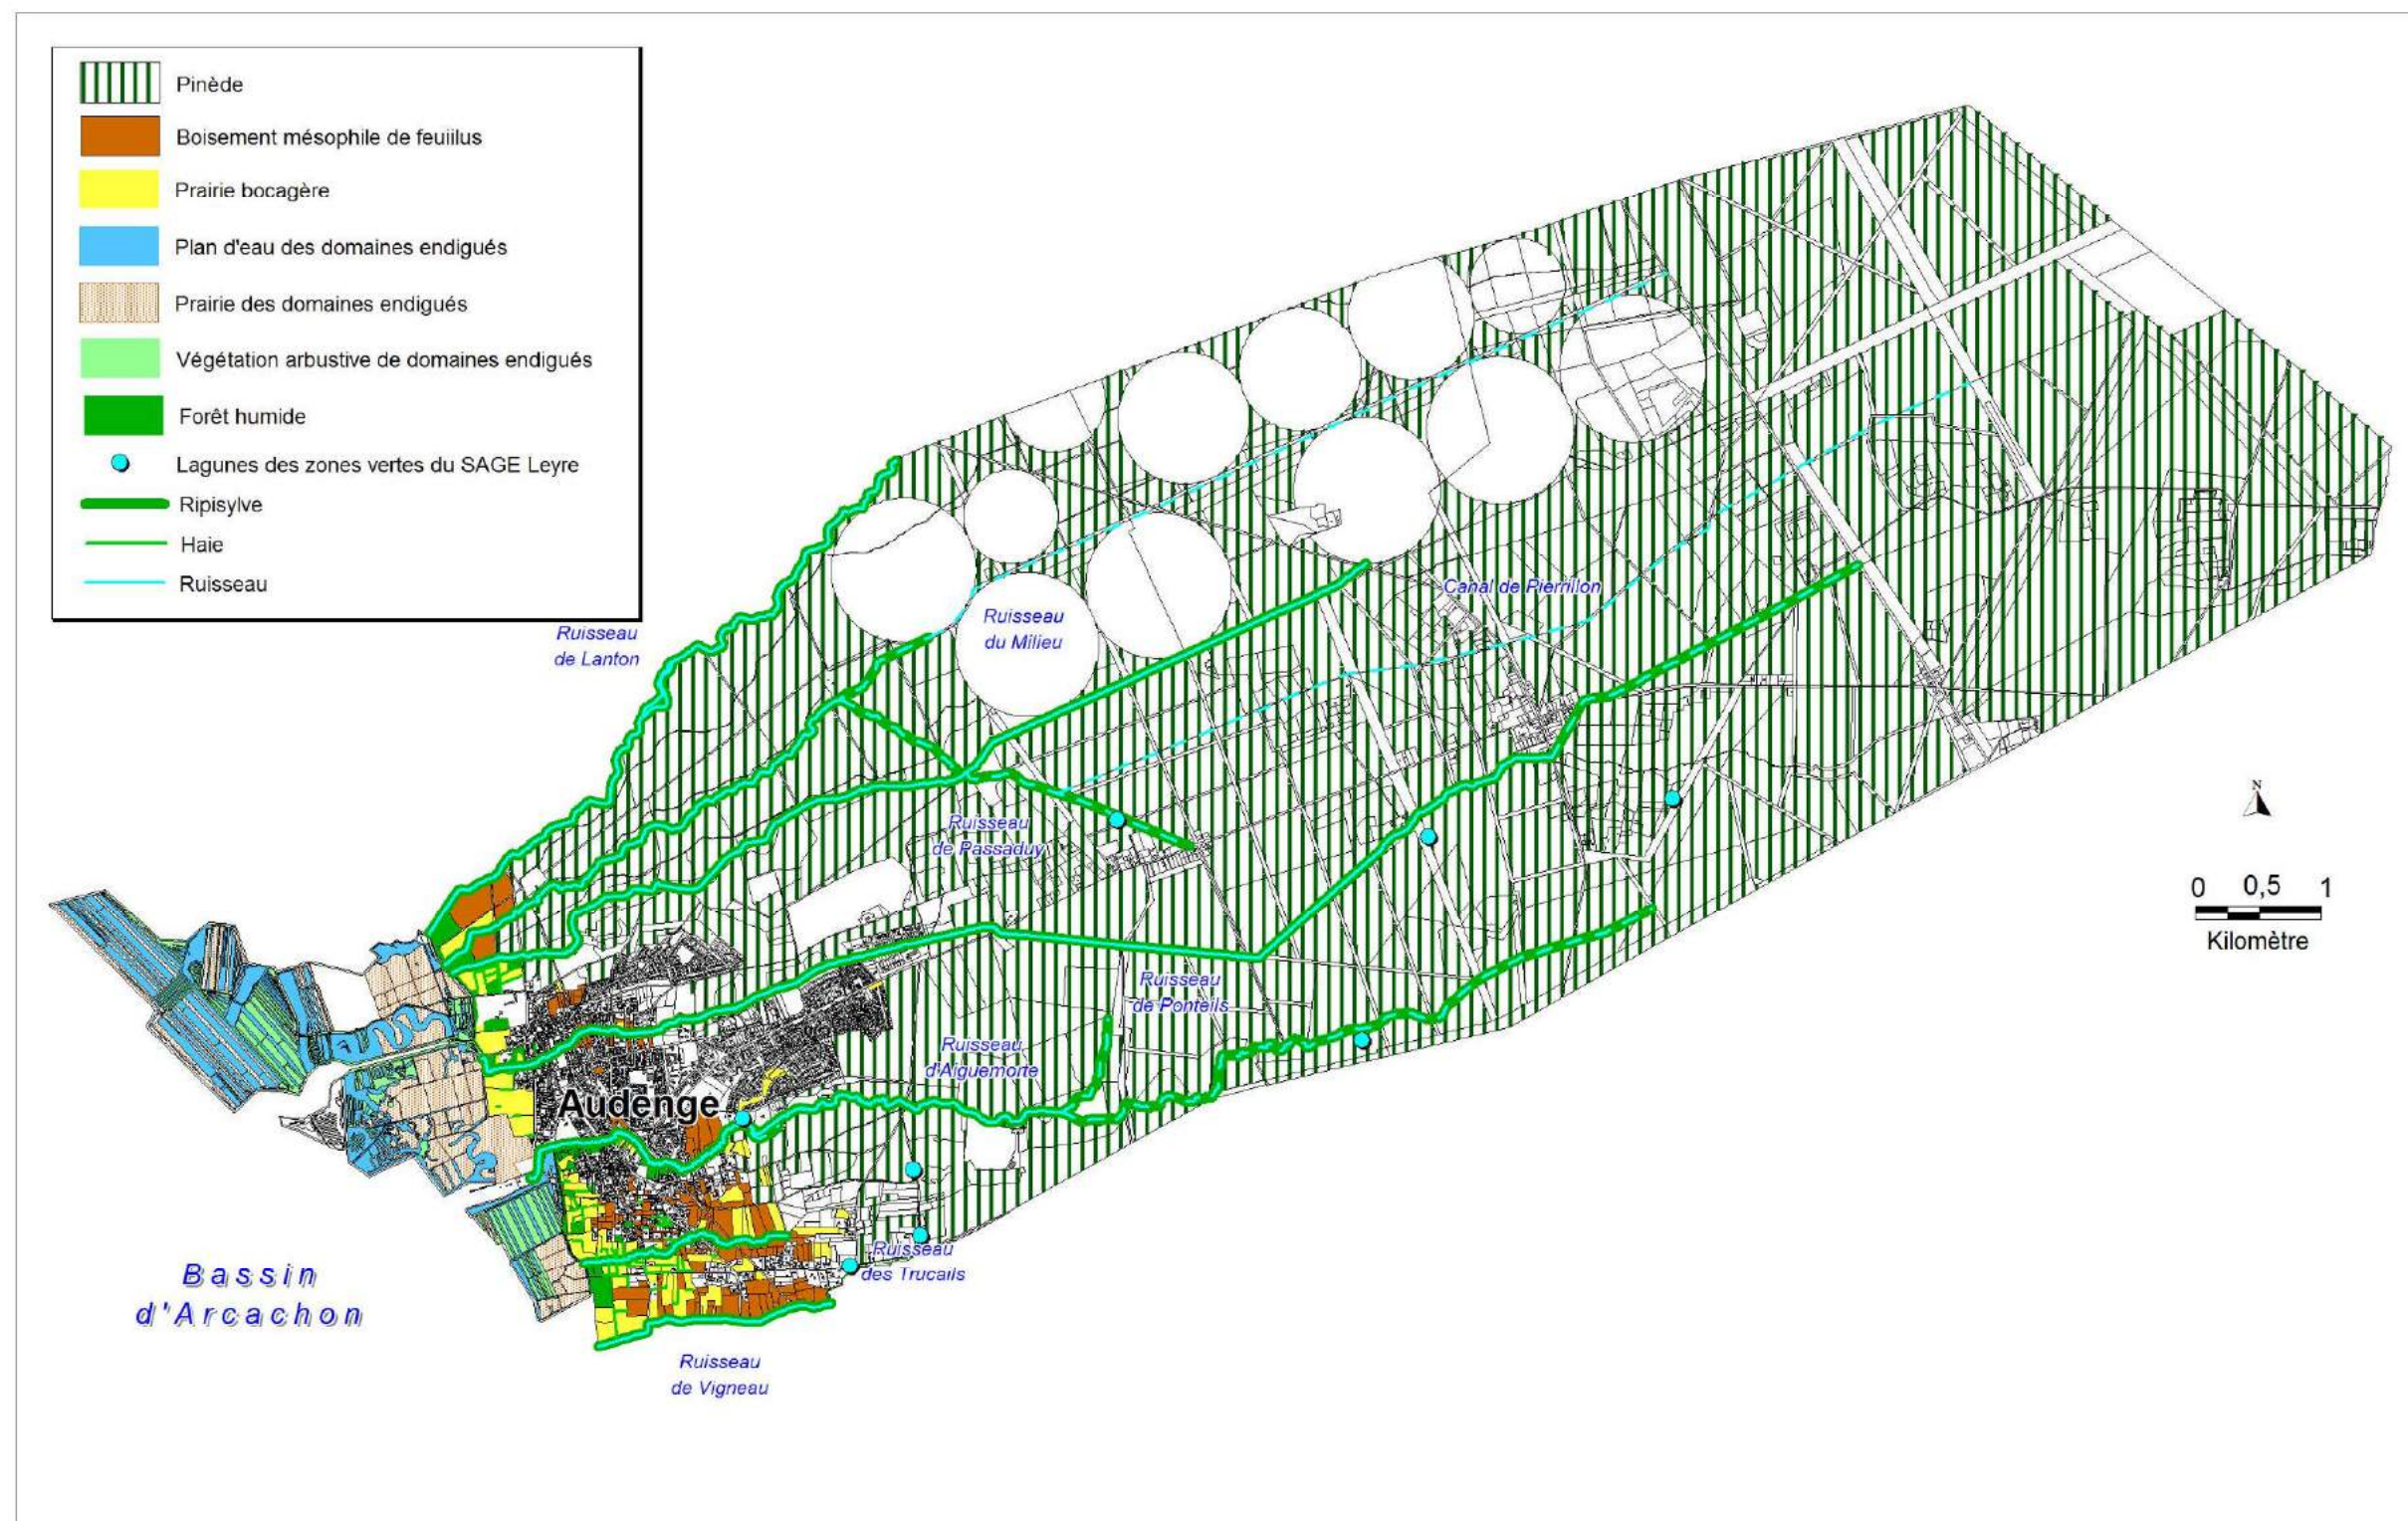 Pinède
Boisement mésophile de feuiilus
Prairie bocagère
Plan d'eau des domaines endigués
Prairie des domaines endigués
Végétation arbustive de domaines endigués
Forêt humide
Lagunes des zones vertes du SAGE Leyre
Ripisylve
Haie
Ruisseau
Ruisseau
de Lanton
Ruisseau
du Milieu
Canal de Pierrillon
Ruisseau
de Passaduy
N
0 0,5 1
Kilomètre
Ruisseau
de Ponteils
Ruisseau
d'Aiguemorte
Audenge
Ruisseau
des Trucails
Bassin
d'Arcachon
Ruisseau
de Vigneau